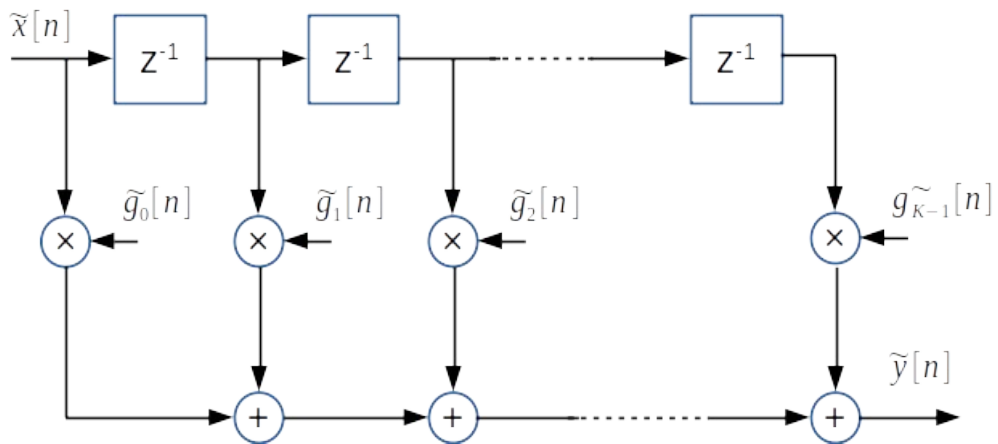 x̃[n]
Z⁻¹ Z⁻¹ Z⁻¹
g̃₀[n] g̃₁[n] g̃₂[n] g̃_{K−1}[n]
× × × ×
ỹ[n]
+ + +